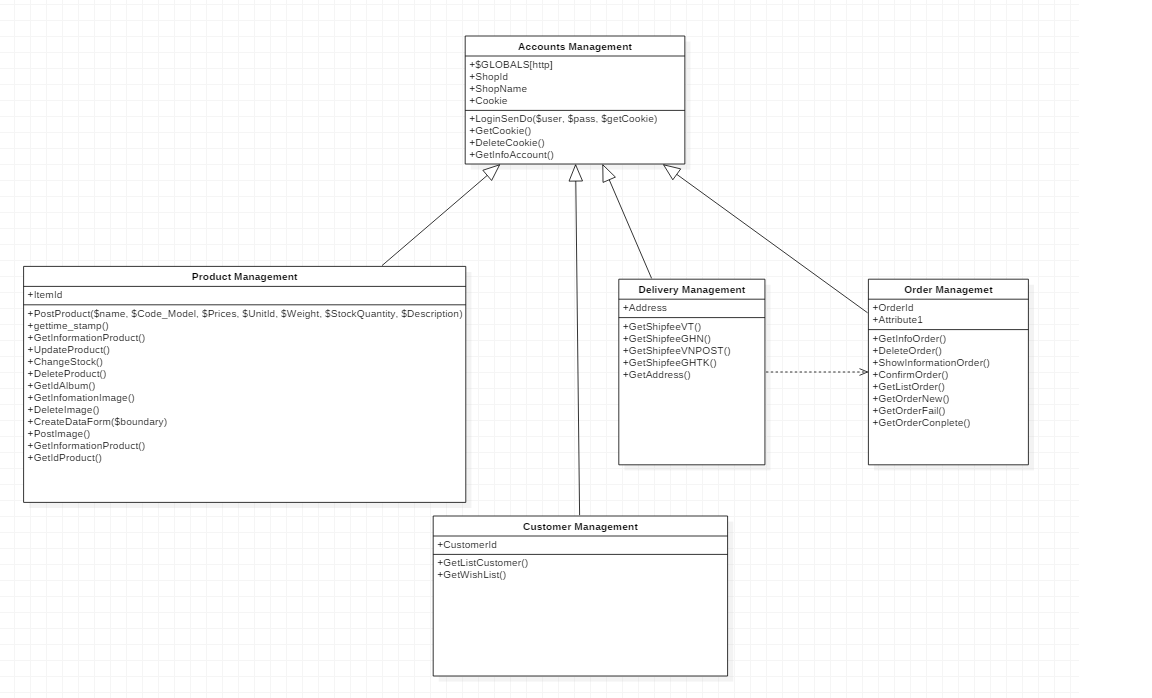 Accounts Management
+$GLOBALS[http]
+ShopId
+ShopName
+Cookie
+LoginSenDo($user, $pass, $getCookie)
+GetCookie()
+DeleteCookie()
+GetInfoAccount()
Product Management
+ItemId
+PostProduct($name, $Code_Model, $Prices, $UnitId, $Weight, $StockQuantity, $Description)
+gettime_stamp()
+GetInformationProduct()
+UpdateProduct()
+ChangeStock()
+DeleteProduct()
+GetIdAlbum()
+GetInfomationImage()
+DeleteImage()
+CreateDataForm($boundary)
+PostImage()
+GetInformationProduct()
+GetIdProduct()
Delivery Management
+Address
+GetShipfeeVT()
+GetShipfeeGHN()
+GetShipfeeVNPOST()
+GetShipfeeGHTK()
+GetAddress()
Order Managemet
+OrderId
+Attribute1
+GetInfoOrder()
+DeleteOrder()
+ShowInformationOrder()
+ConfirmOrder()
+GetListOrder()
+GetOrderNew()
+GetOrderFail()
+GetOrderConplete()
Customer Management
+CustomerId
+GetListCustomer()
+GetWishList()